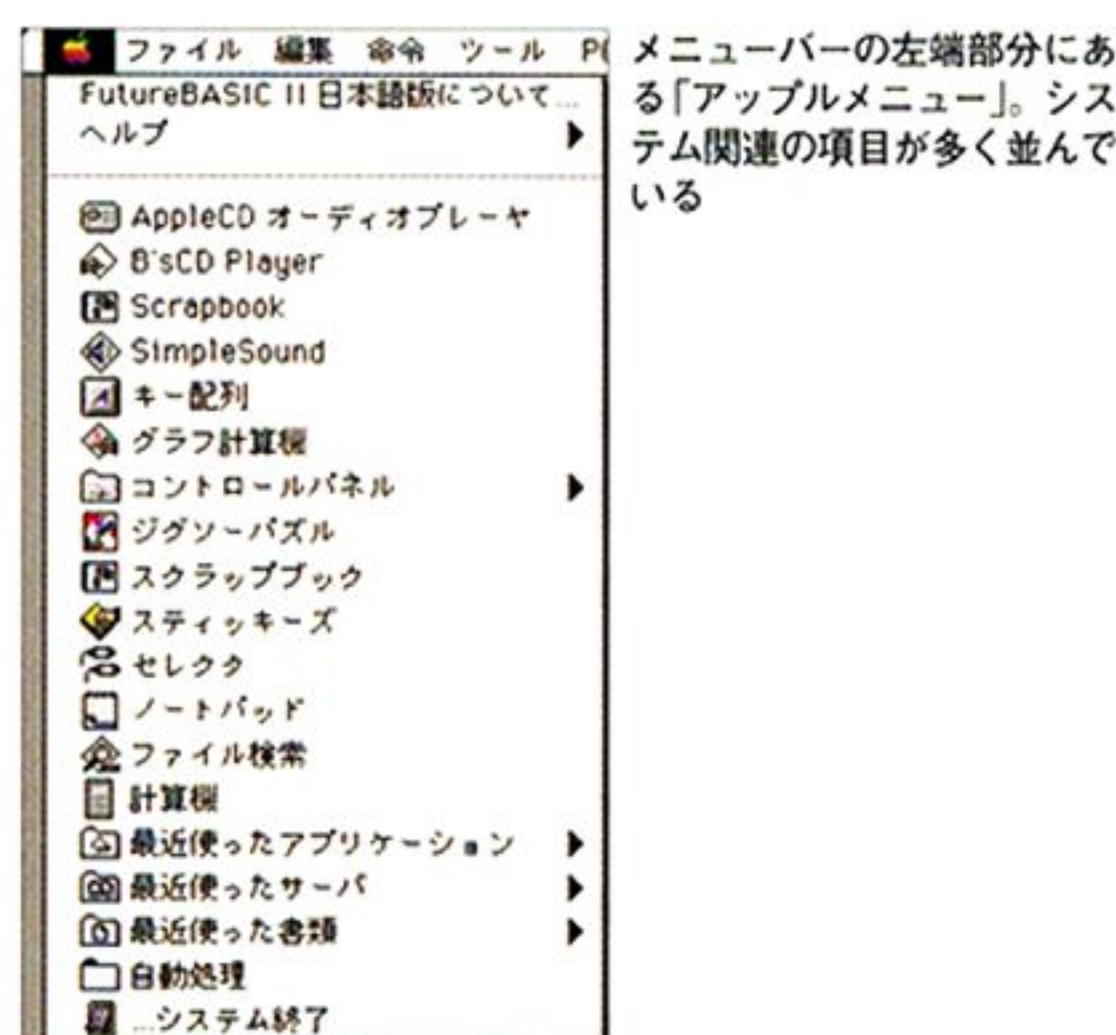 ファイル 編集 命令 ツール P(
FutureBASIC II 日本語版について...
ヘルプ
AppleCD オーディオプレーヤ
B'sCD Player
Scrapbook
SimpleSound
キー配列
グラフ計算機
コントロールパネル
ジグソーパズル
スクラップブック
スティッキーズ
セレクタ
ノートパッド
ファイル検索
計算機
最近使ったアプリケーション
最近使ったサーバ
最近使った書類
自動処理
...システム終了
メニューバーの左端部分にあ
る「アップルメニュー」。シス
テム関連の項目が多く並んで
いる